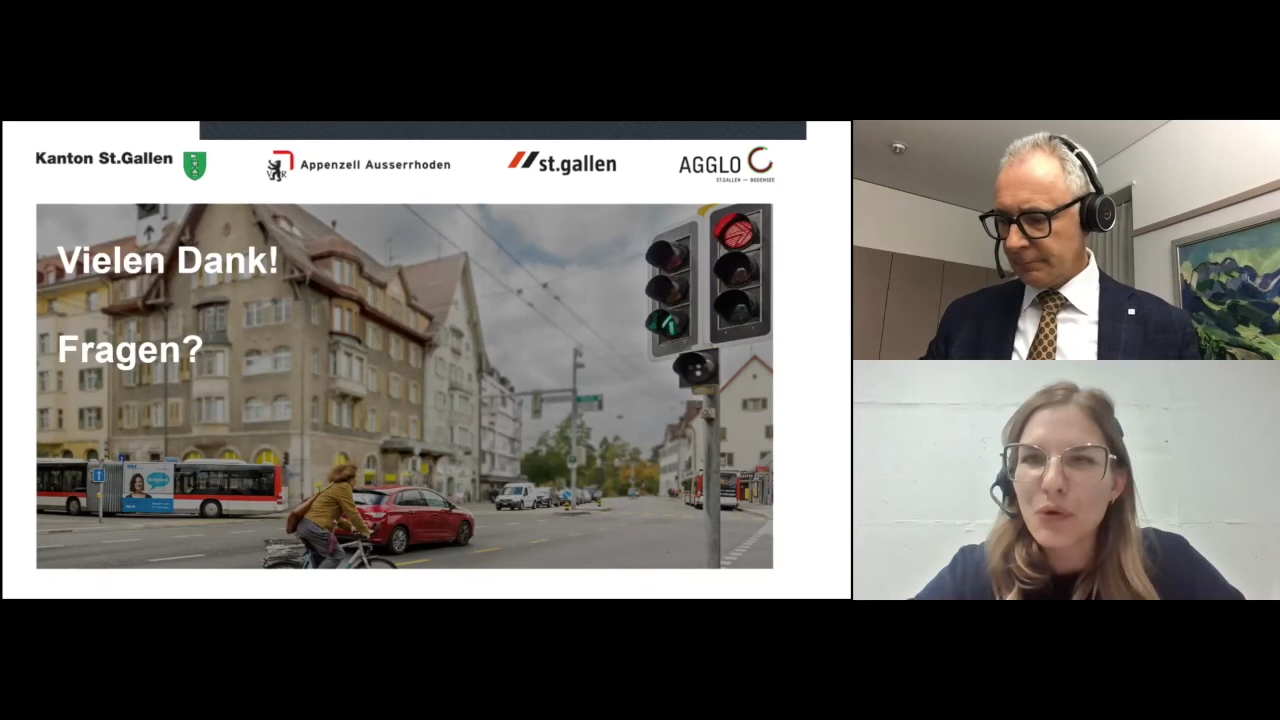 Kanton St.Gallen
Appenzell Ausserrhoden
st.gallen
AGGLO
ST.GALLEN — BODENSEE
Vielen Dank!
Fragen?